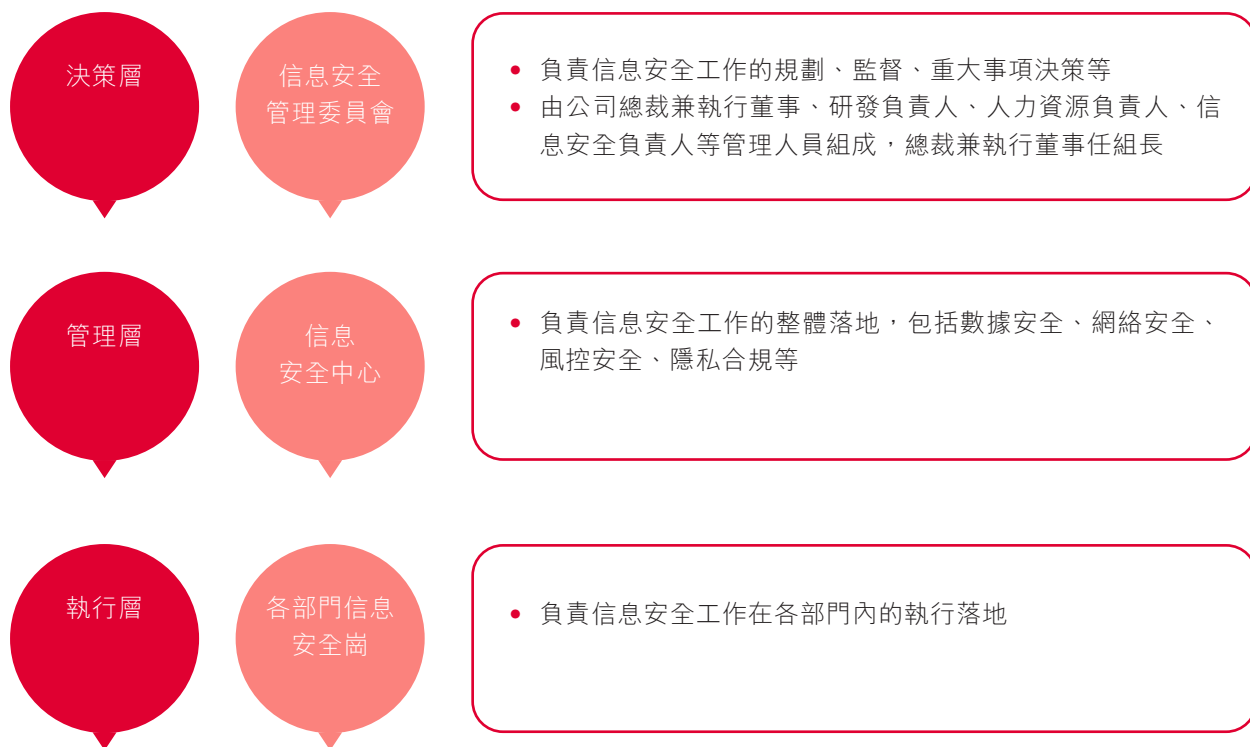 決策層
信息安全
管理委員會
• 負責信息安全工作的規劃、監督、重大事項決策等
• 由公司總裁兼執行董事、研發負責人、人力資源負責人、信
息安全負責人等管理人員組成，總裁兼執行董事任組長
管理層
信息
安全中心
• 負責信息安全工作的整體落地，包括數據安全、網絡安全、
風控安全、隱私合規等
執行層
各部門信息
安全崗
• 負責信息安全工作在各部門內的執行落地